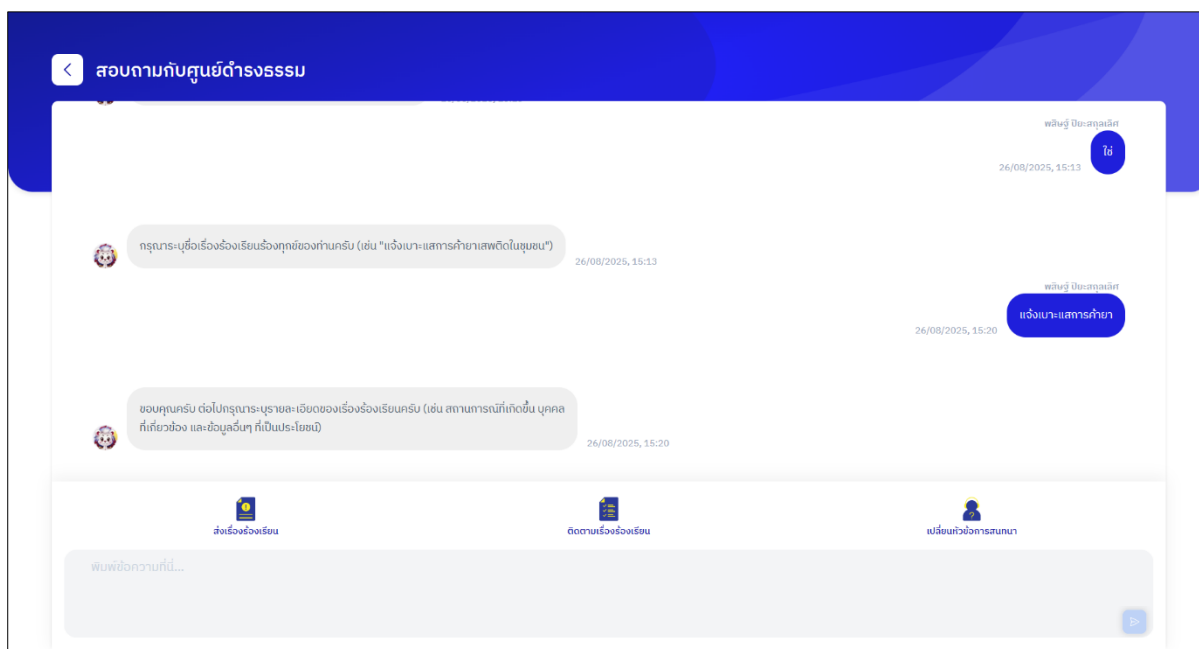 สอบถามกับศูนย์ดำรงธรรม
พสิษฐ์ ปิยะสกุลเลิศ
ใช่
26/08/2025, 15:13
กรุณาระบุชื่อเรื่องร้องเรียนร้องทุกข์ของท่านครับ (เช่น "แจ้งเบาะแสการค้ายาเสพติดในชุมชน")
26/08/2025, 15:13
พสิษฐ์ ปิยะสกุลเลิศ
แจ้งเบาะแสการค้ายา
26/08/2025, 15:20
ขอบคุณครับ ต่อไปกรุณาระบุรายละเอียดของเรื่องร้องเรียนครับ (เช่น สถานการณ์ที่เกิดขึ้น บุคคล
ที่เกี่ยวข้อง และข้อมูลอื่นๆ ที่เป็นประโยชน์)
26/08/2025, 15:20
ส่งเรื่องร้องเรียน
ติดตามเรื่องร้องเรียน
เปลี่ยนหัวข้อการสนทนา
พิมพ์ข้อความที่นี่...